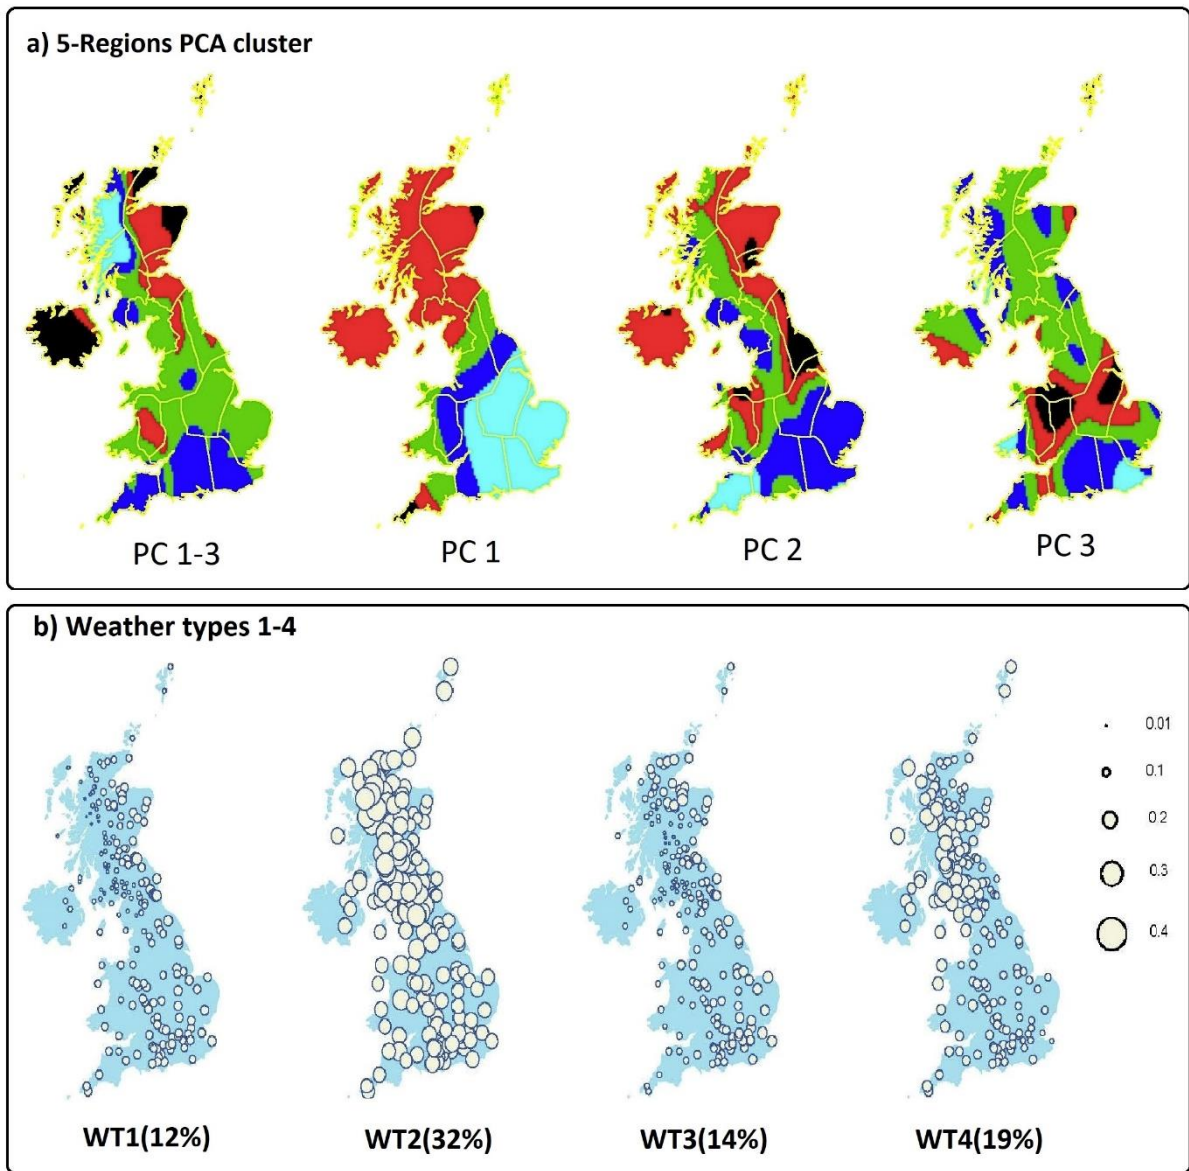 a) 5-Regions PCA cluster
PC 1-3
PC 1
PC 2
PC 3
b) Weather types 1-4
0.01
0.1
0.2
0.3
0.4
WT1(12%)
WT2(32%)
WT3(14%)
WT4(19%)